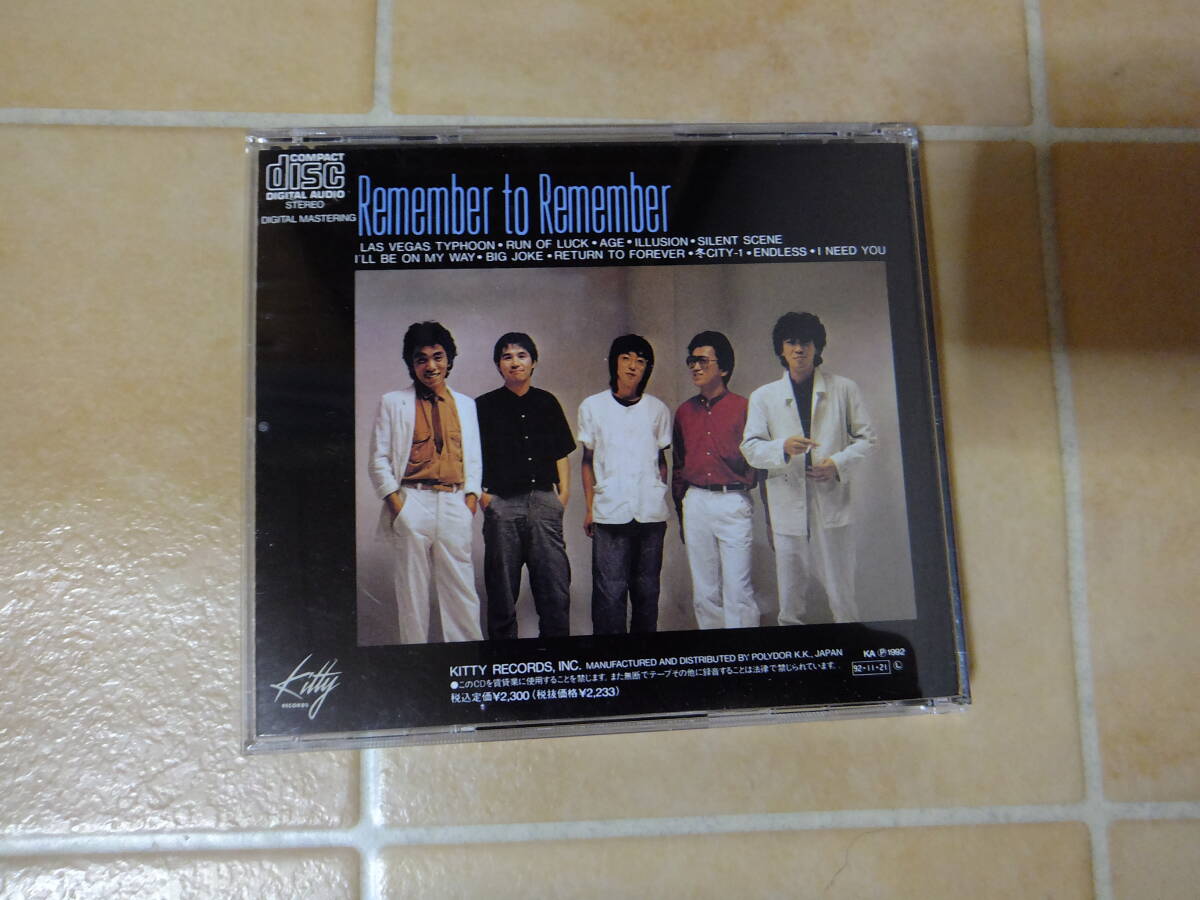 COMPACT
disc
DIGITAL AUDIO
STEREO
DIGITAL MASTERING
Remember to Remember
LAS VEGAS TYPHOON•RUN OF LUCK•AGE•ILLUSION•SILENT SCENE
I'LL BE ON MY WAY•BIG JOKE•RETURN TO FOREVER•冬CITY-1•ENDLESS•I NEED YOU
Kitty
RECORDS
KITTY RECORDS, INC. MANUFACTURED AND DISTRIBUTED BY POLYDOR K.K., JAPAN KA Ⓟ1992
●このCDを賃貸業に使用することを禁じます。また無断でテープその他に録音することは法律で禁じられています。 92・11・21 Ⓛ
税込定価¥2,300(税抜価格¥2,233)